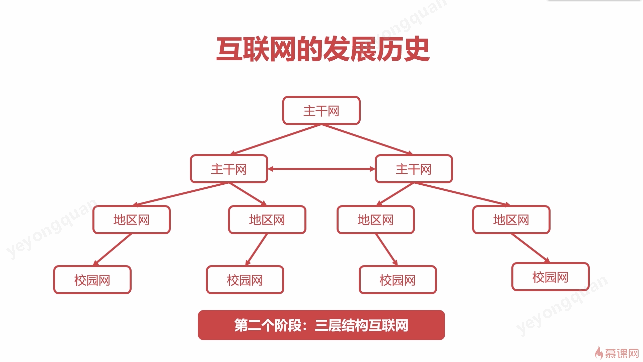 互联网的发展历史
主干网
主干网 主干网
地区网 地区网 地区网 地区网
校园网 校园网 校园网 校园网
第二个阶段：三层结构互联网
yeyongquan
yeyongquan
yeyongquan
慕课网